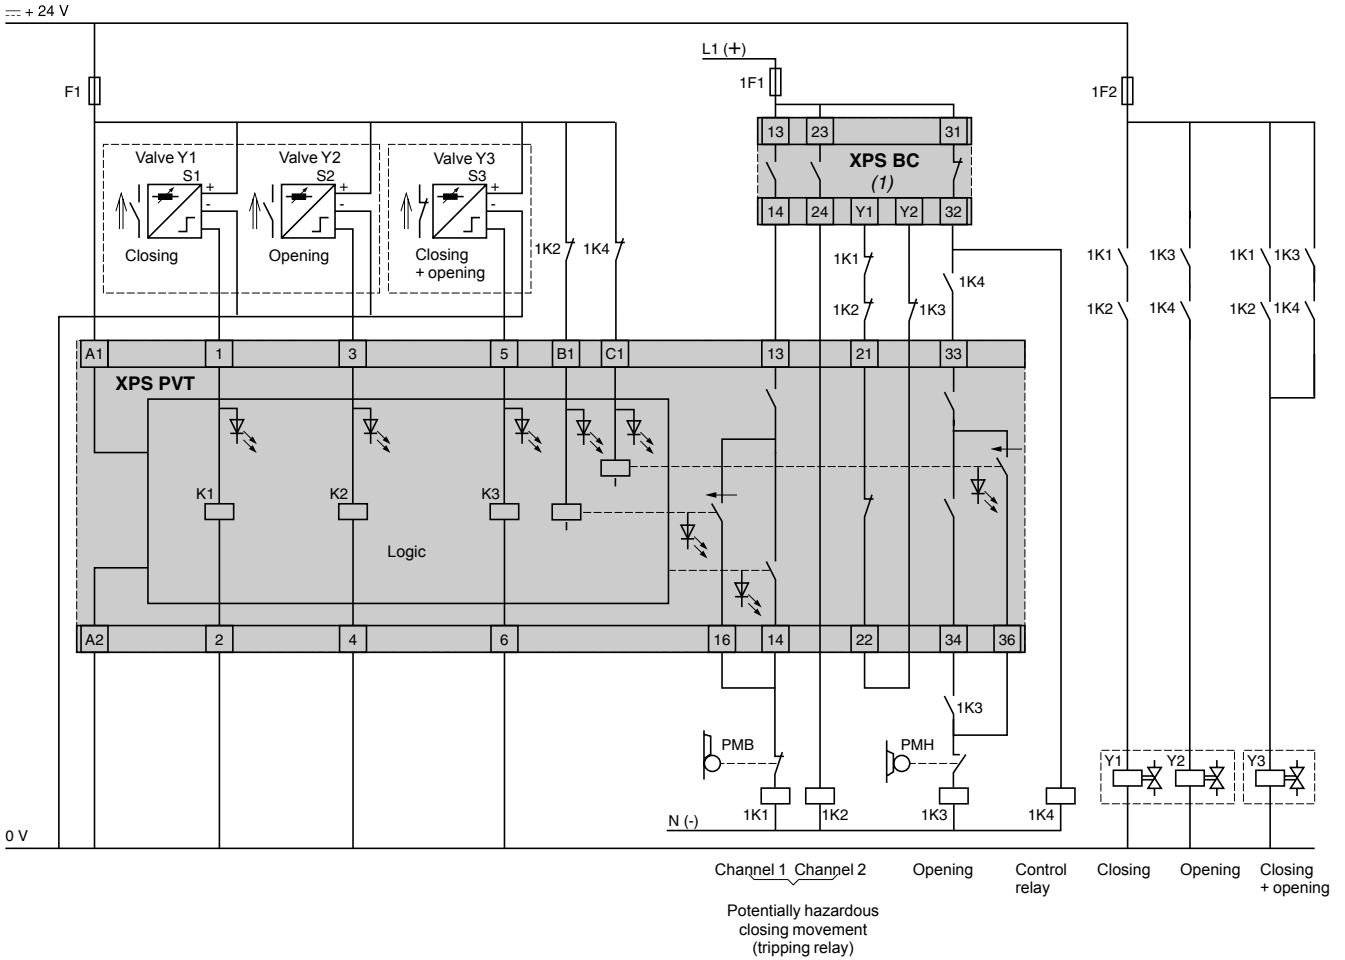 + 24 V
L1 (+)
F1
1F1
1F2
13 23 31
XPS BC
(1)
14 24 Y1 Y2 32
Valve Y1 Valve Y2 Valve Y3
S1 S2 S3
+ + +
- - -
Closing Opening Closing
+ opening
1K2 1K4
1K1
1K2 1K3
1K4
1K1 1K3 1K1 1K3
1K2 1K4 1K2 1K4
A1 1 3 5 B1 C1 13 21 33
XPS PVT
K1 K2 K3
Logic
A2 2 4 6 16 14 22 34 36
1K3
PMB PMH
Y1 Y2 Y3
1K1 1K2 1K3 1K4
N (-)
0 V
Channel 1 Channel 2 Opening Control
relay
Closing Opening Closing
+ opening
Potentially hazardous
closing movement
(tripping relay)